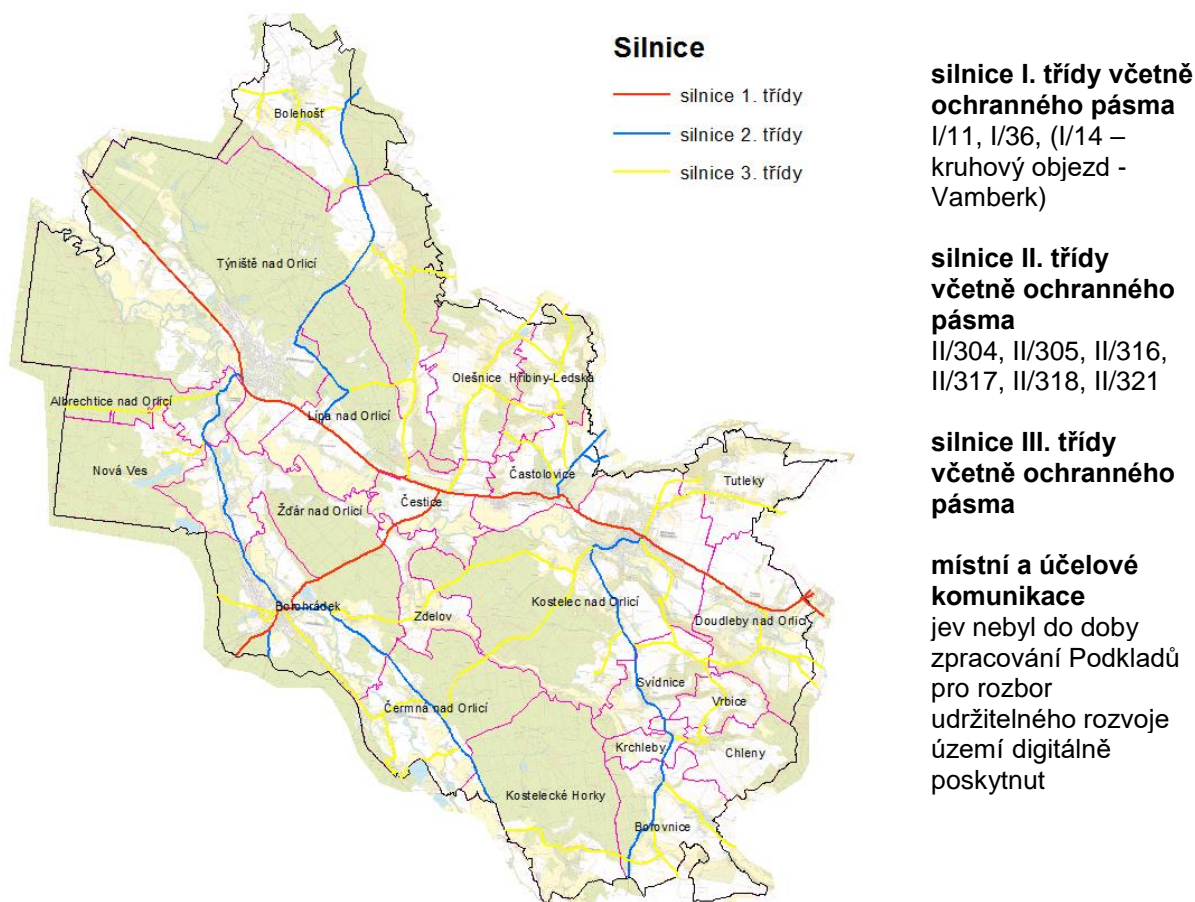 Silnice
silnice 1. třídy
silnice 2. třídy
silnice 3. třídy
Bolehošť
Týniště nad Orlicí
Olešnice
Hřibiny-Ledská
Albrechtice nad Orlicí
Lípa nad Orlicí
Nová Ves
Častolovice
Tutleky
Čestice
Žďár nad Orlicí
Borohrádek
Zdelov
Kostelec nad Orlicí
Doudleby nad Orlicí
Svídnice
Vrbice
Čermná nad Orlicí
Krchleby
Chleny
Kostelecké Horky
Borovnice
silnice I. třídy včetně
ochranného pásma
I/11, I/36, (I/14 –
kruhový objezd -
Vamberk)
silnice II. třídy
včetně ochranného
pásma
II/304, II/305, II/316,
II/317, II/318, II/321
silnice III. třídy
včetně ochranného
pásma
místní a účelové
komunikace
jev nebyl do doby
zpracování Podkladů
pro rozbor
udržitelného rozvoje
území digitálně
poskytnut